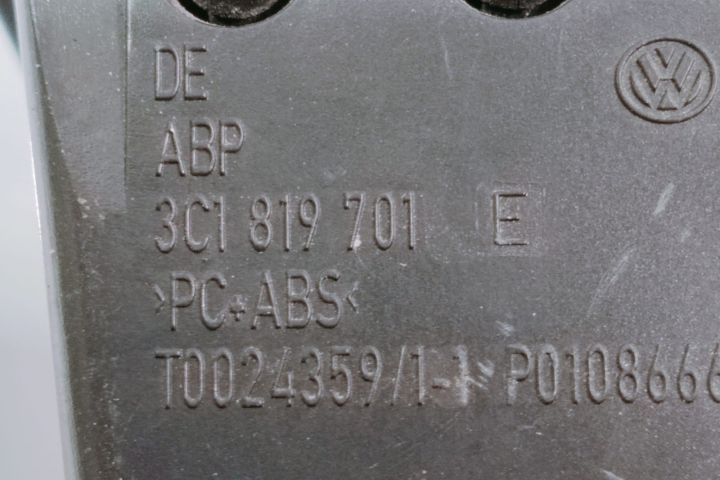 DE
ABP
3C1 819 701 E
>PC+ABS<
T0024359/1-1 P0108666